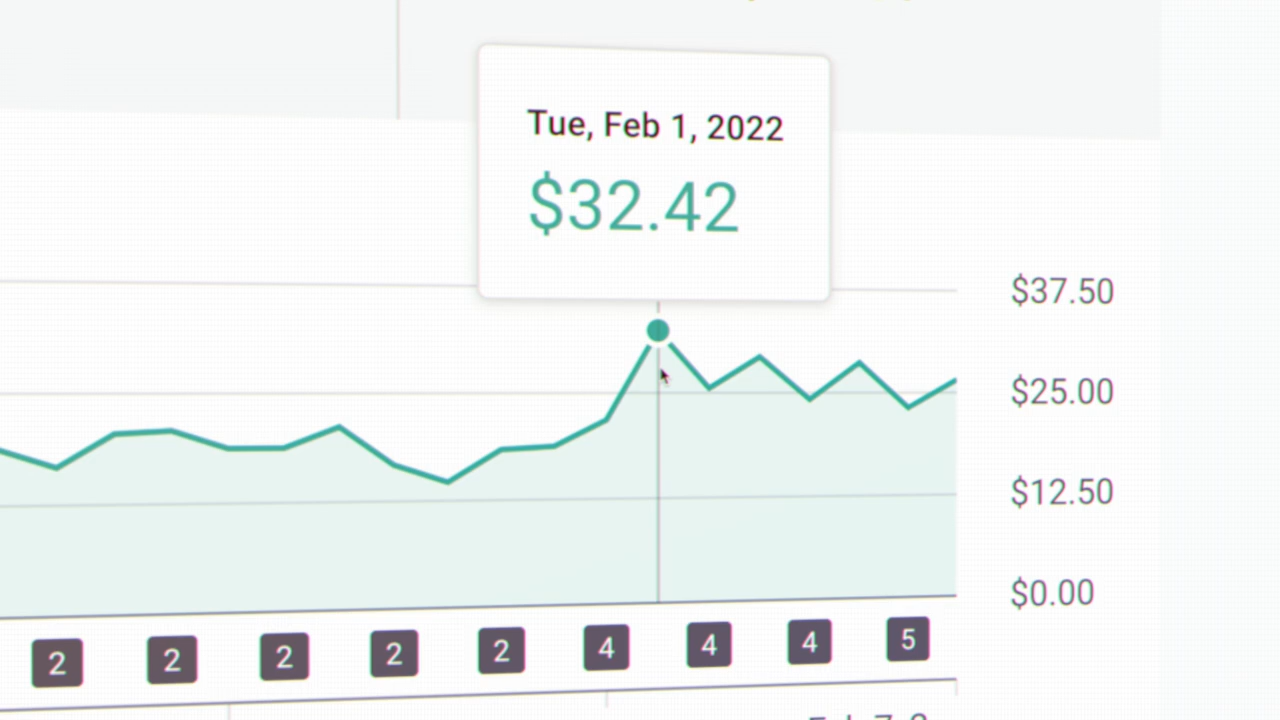 Tue, Feb 1, 2022
$32.42
$37.50
$25.00
$12.50
$0.00
2 2 2 2 2 4 4 4 5